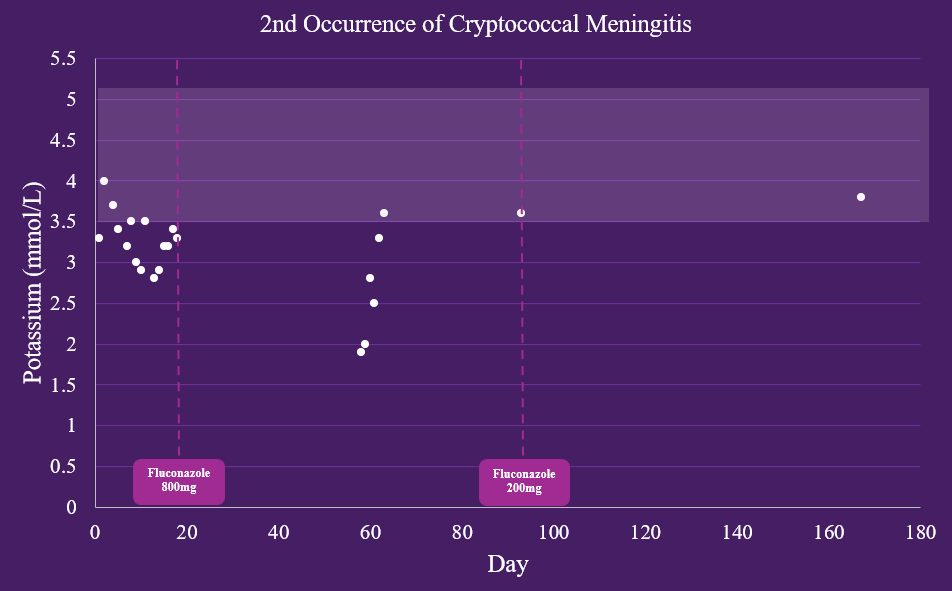 2nd Occurrence of Cryptococcal Meningitis
Potassium (mmol/L)
5.5
5
4.5
4
3.5
3
2.5
2
1.5
1
0.5
0
Fluconazole
800mg
Fluconazole
200mg
0 20 40 60 80 100 120 140 160 180
Day